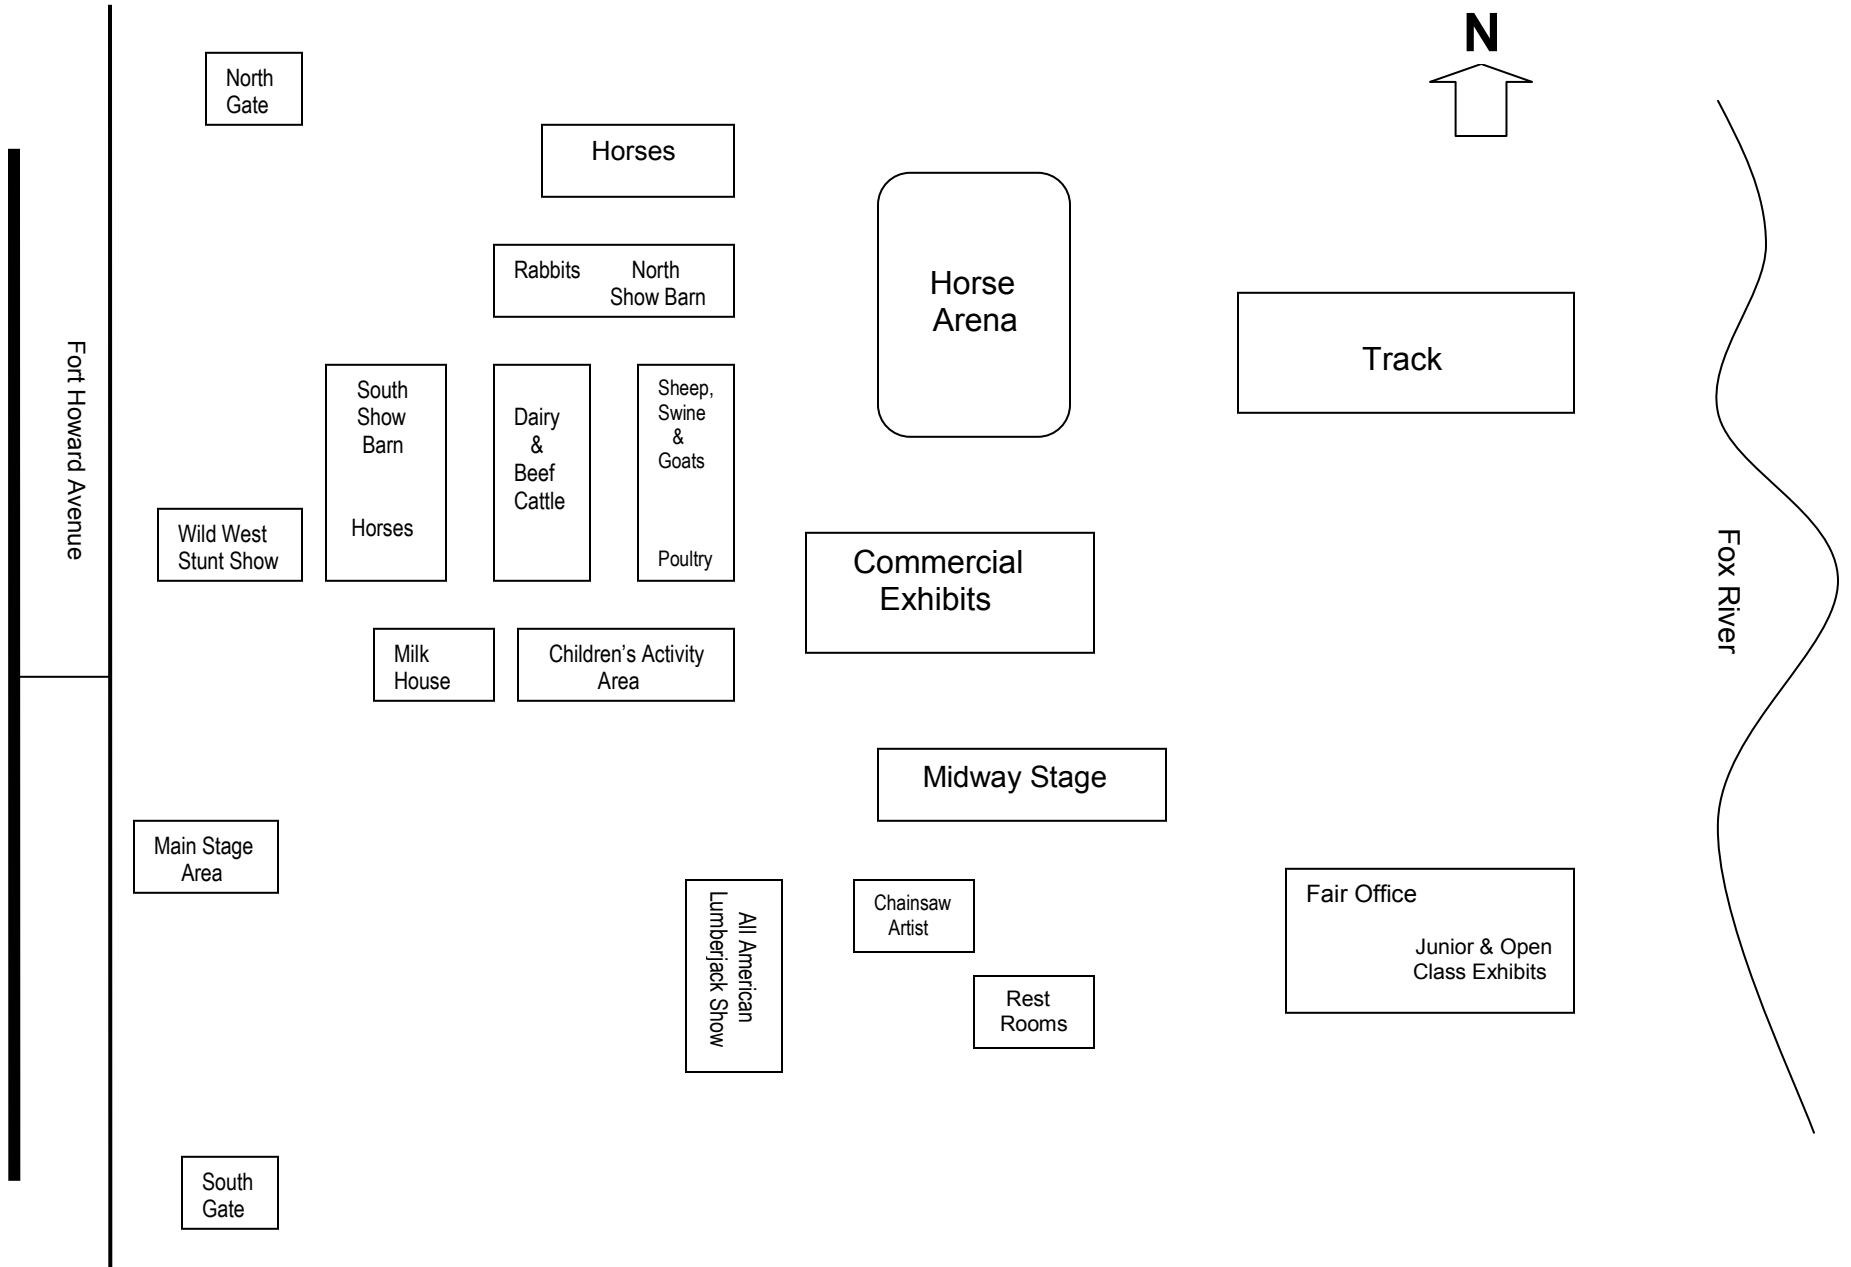 N
North
Gate
Horses
Rabbits
North
Show Barn
Horse
Arena
Track
Fort Howard Avenue
South
Show
Barn
Horses
Dairy
&
Beef
Cattle
Sheep,
Swine
&
Goats
Poultry
Wild West
Stunt Show
Commercial
Exhibits
Fox River
Milk
House
Children's Activity
Area
Midway Stage
Main Stage
Area
All American
Lumberjack Show
Chainsaw
Artist
Rest
Rooms
Fair Office
Junior & Open
Class Exhibits
South
Gate